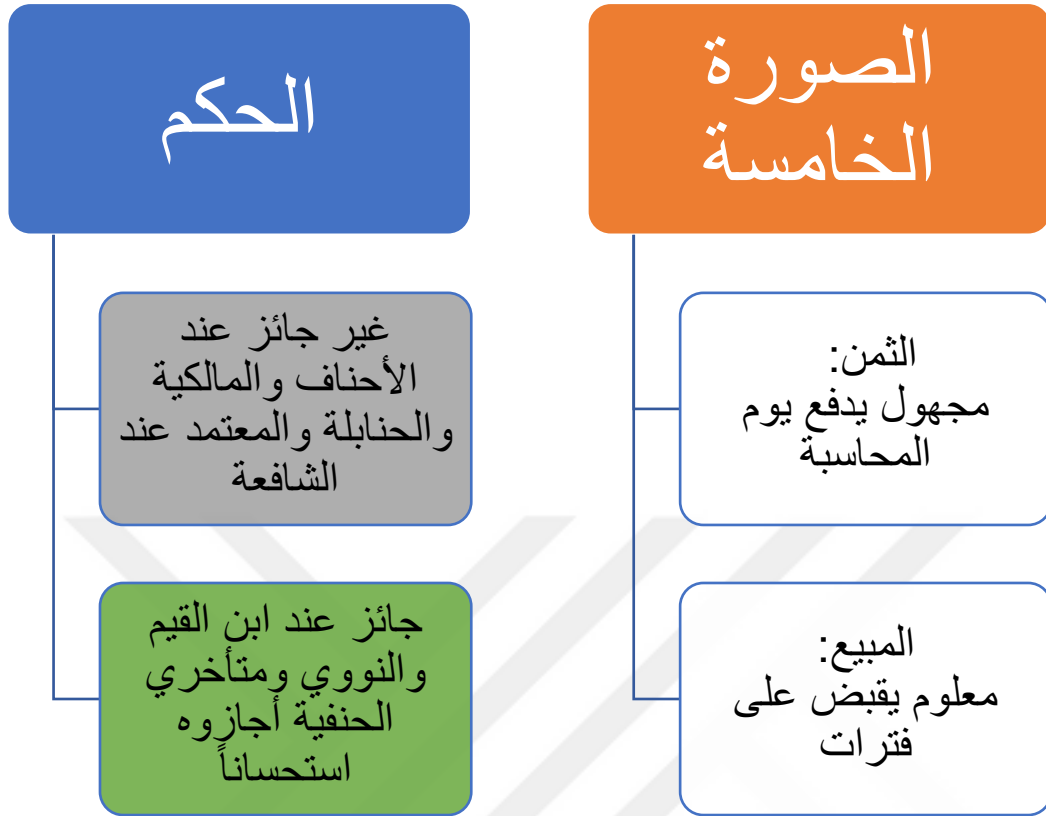 الصورة
الخامسة
الثمن:
مجهول يدفع يوم
المحاسبة
المبيع:
معلوم يقبض على
فترات
الحكم
غير جائز عند
الأحناف والمالكية
والحنابلة والمعتمد عند
الشافعة
جائز عند ابن القيم
والنووي ومتأخري
الحنفية أجازوه
استحساناً